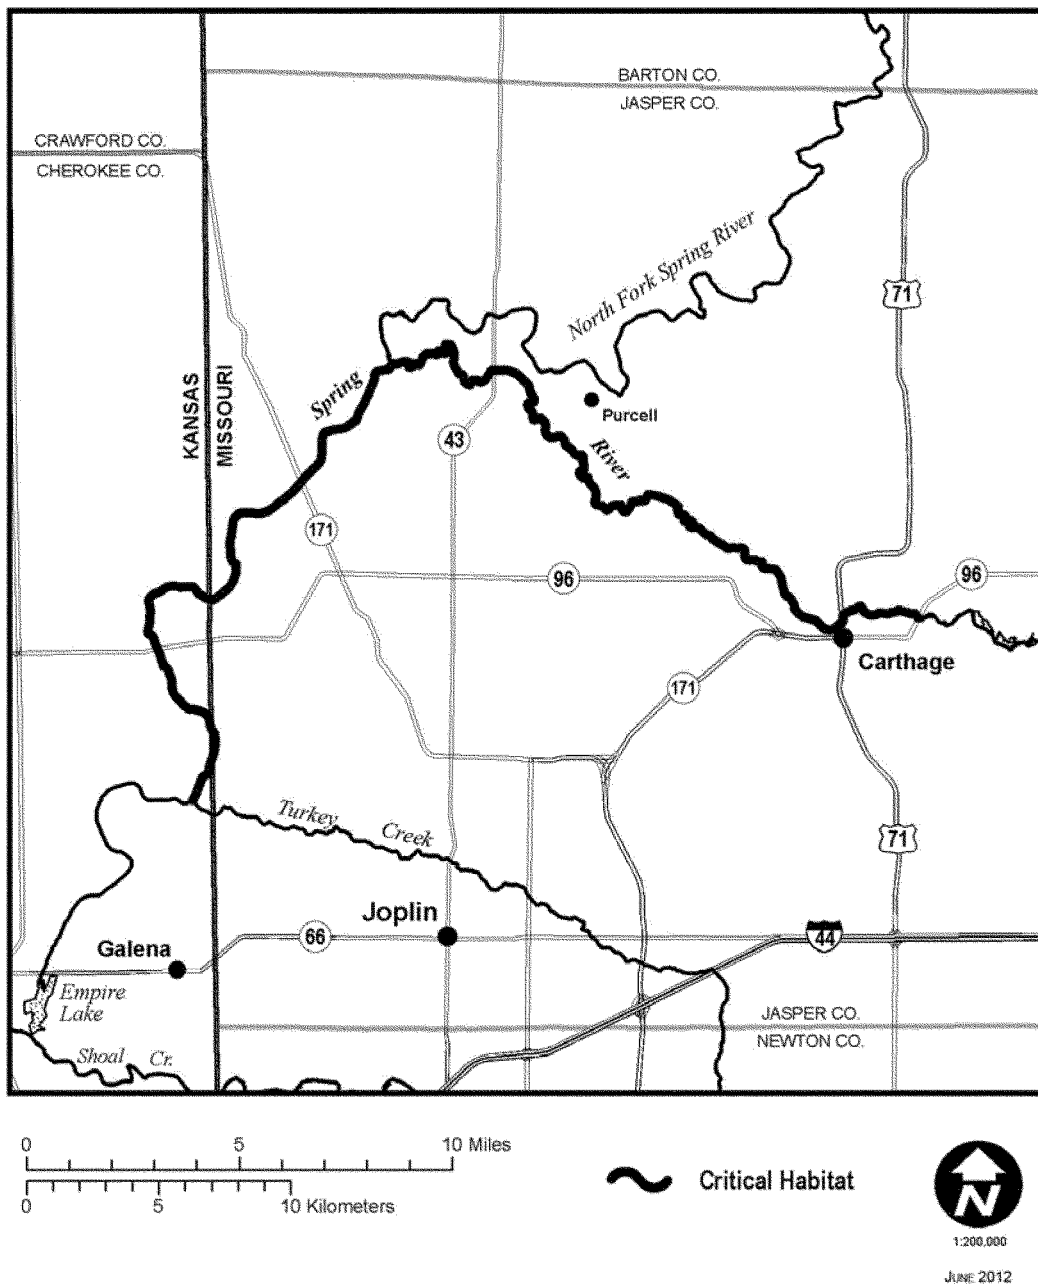 BARTON CO.
JASPER CO.
CRAWFORD CO.
CHEROKEE CO.
North Fork Spring River
71
KANSAS
MISSOURI
Spring
River
Purcell
43
171
96
96
Carthage
171
Turkey
Creek
71
Joplin
66
44
Galena
Empire
Lake
JASPER CO.
NEWTON CO.
Shoal Cr.
0 5 10 Miles
0 5 10 Kilometers
Critical Habitat
N
1:200,000
JUNE 2012